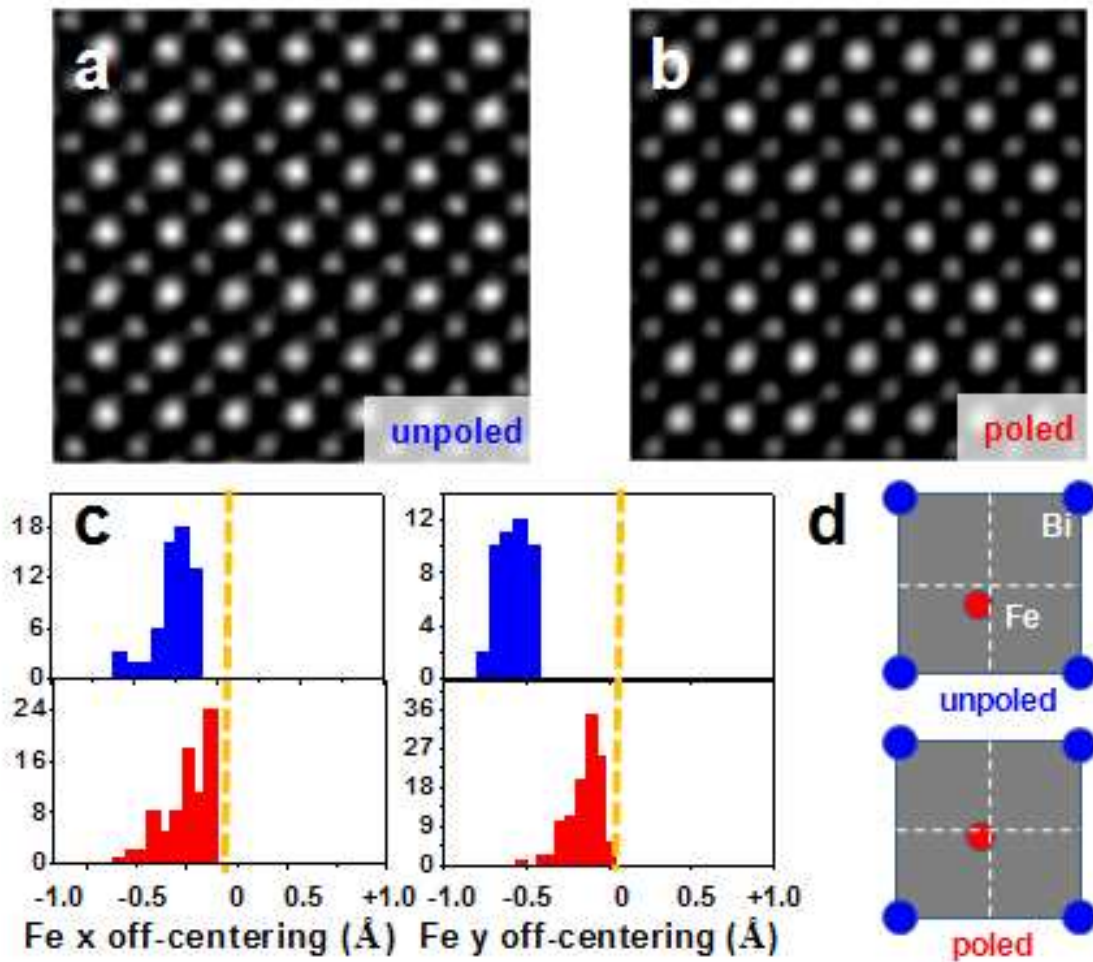 a
b
unpoled
poled
c
18
12
6
0
24
16
8
0
12
8
4
0
36
27
18
9
0
-1.0 -0.5 0 0.5 +1.0
-1.0 -0.5 0 0.5 +1.0
Fe x off-centering (Å)
Fe y off-centering (Å)
d
Bi
Fe
unpoled
poled